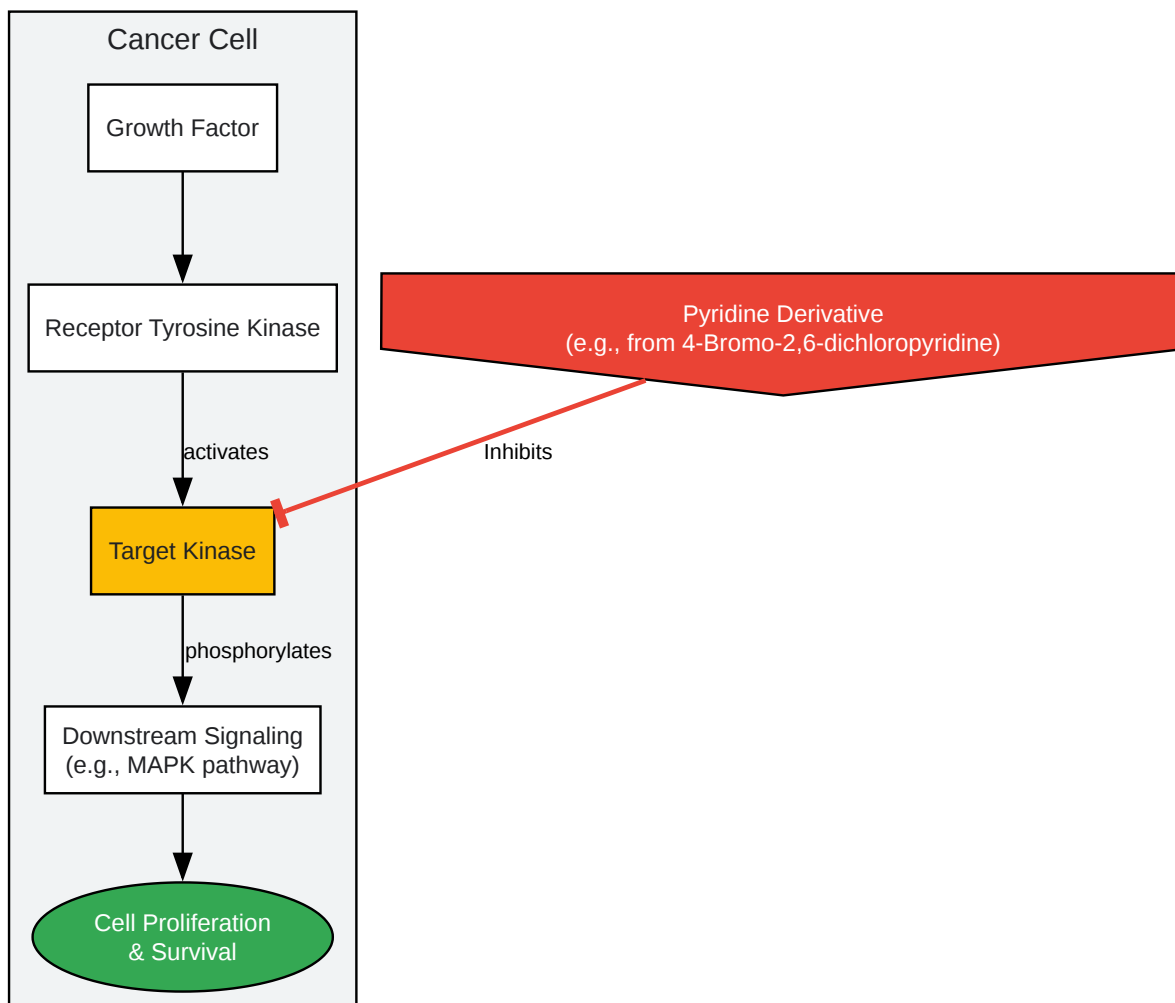 Cancer Cell
Growth Factor
Receptor Tyrosine Kinase
Pyridine Derivative
(e.g., from 4-Bromo-2,6-dichloropyridine)
activates
Inhibits
Target Kinase
phosphorylates
Downstream Signaling
(e.g., MAPK pathway)
Cell Proliferation
& Survival